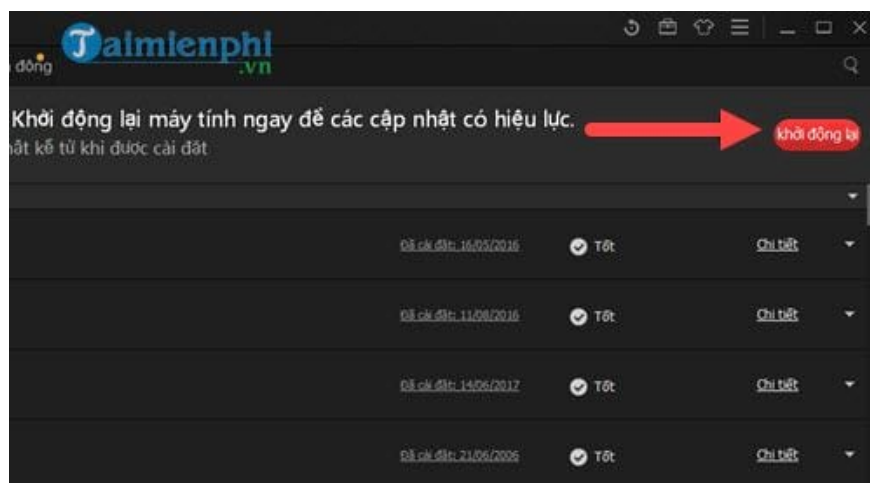 Taimienphi
.vn
động
Khởi động lại máy tính ngay để các cập nhật có hiệu lực.
khởi động lại
kể từ khi được cài đặt
Đã cài đặt: 16/05/2016 Tốt Chi tiết
Đã cài đặt: 11/08/2016 Tốt Chi tiết
Đã cài đặt: 14/06/2017 Tốt Chi tiết
Đã cài đặt: 21/06/2006 Tốt Chi tiết